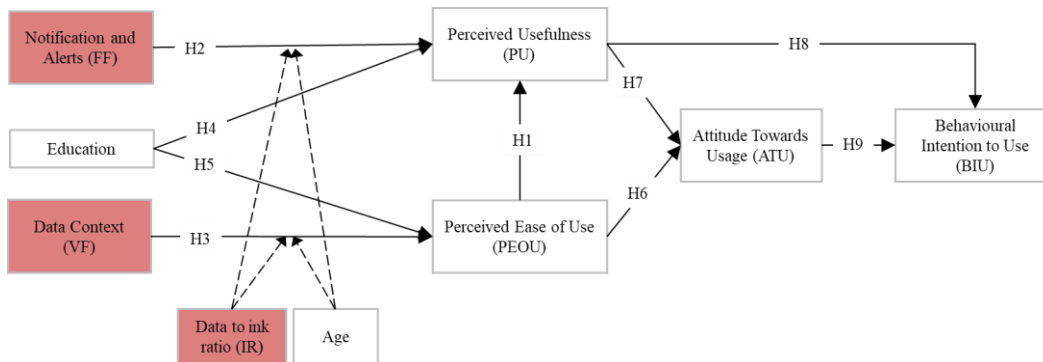 Notification and
Alerts (FF)
H2
Perceived Usefulness
(PU)
H8
H7
H4
Education
H5
H1
Attitude Towards
Usage (ATU)
H9
Behavioural
Intention to Use
(BIU)
H6
Data Context
(VF)
H3
Perceived Ease of Use
(PEOU)
Data to ink
ratio (IR)
Age